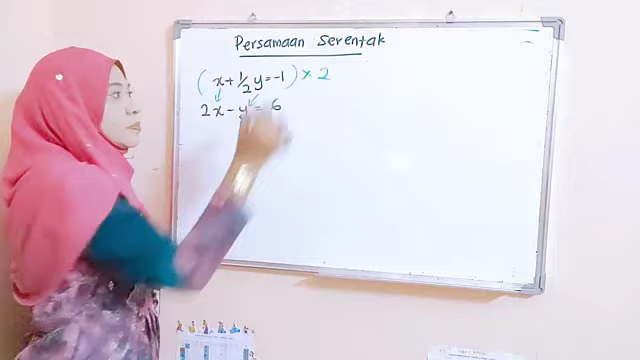 Persamaan Serentak
( x + 1/2 y = -1 ) × 2
2x - y = 6